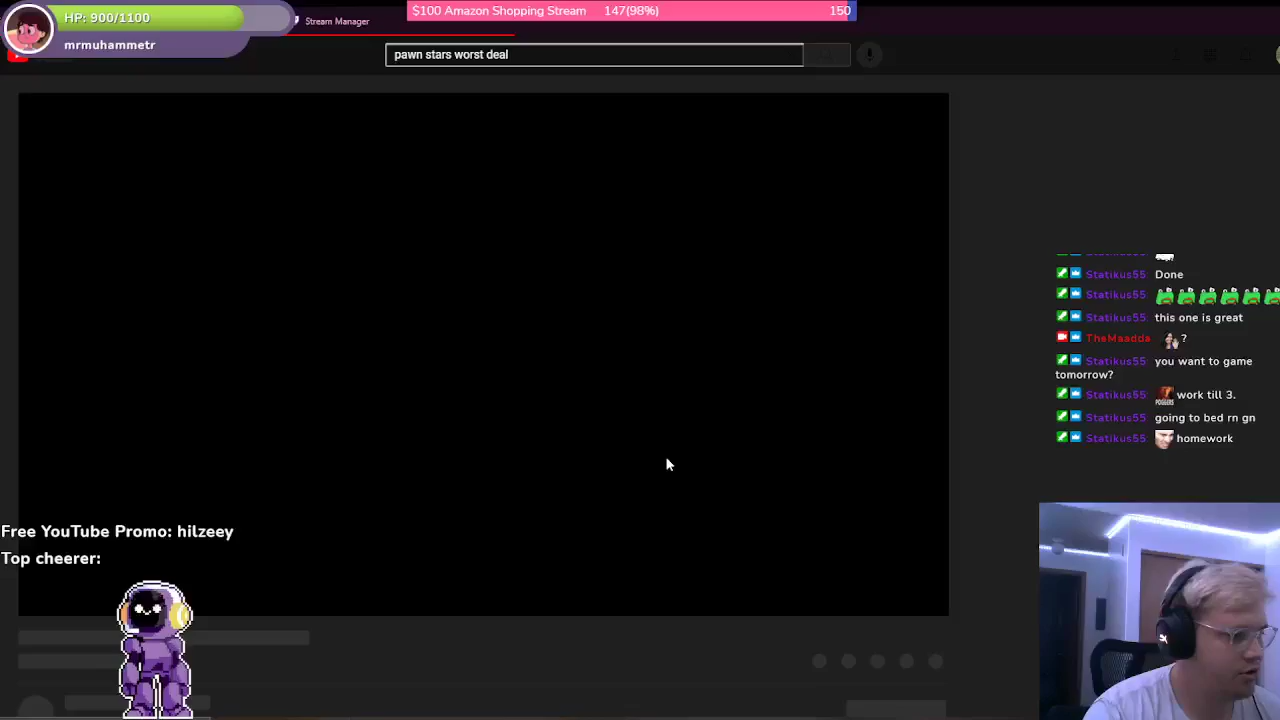 HP: 900/1100
mrmuhammetr
Stream Manager
$100 Amazon Shopping Stream 147(98%) 150
pawn stars worst deal
Statikus55: Done
Statikus55:
Statikus55: this one is great
TheMaadda: ?
Statikus55: you want to game
tomorrow?
Statikus55: work till 3.
Statikus55: going to bed rn gn
Statikus55: homework
Free YouTube Promo: hilzeey
Top cheerer: